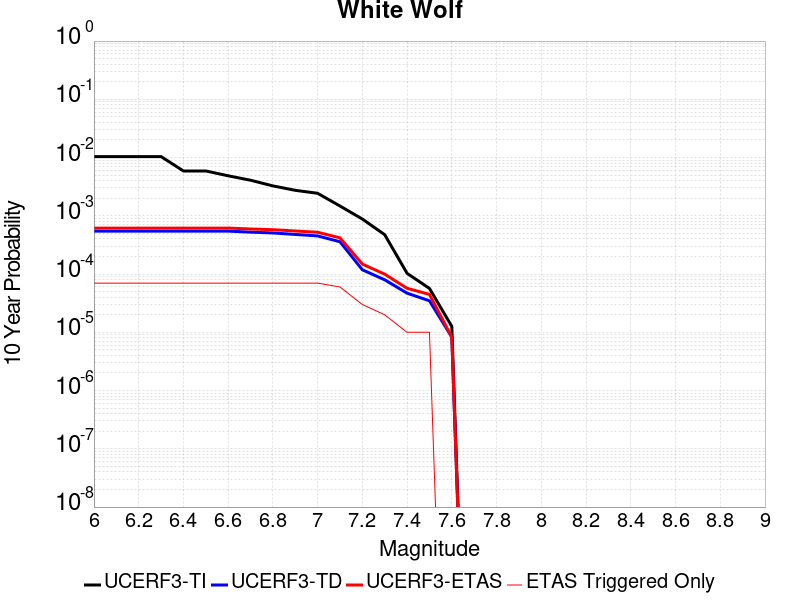 White Wolf
10 Year Probability
10^0
10^-1
10^-2
10^-3
10^-4
10^-5
10^-6
10^-7
10^-8
6 6.2 6.4 6.6 6.8 7 7.2 7.4 7.6 7.8 8 8.2 8.4 8.6 8.8 9
Magnitude
UCERF3-TI UCERF3-TD UCERF3-ETAS ETAS Triggered Only